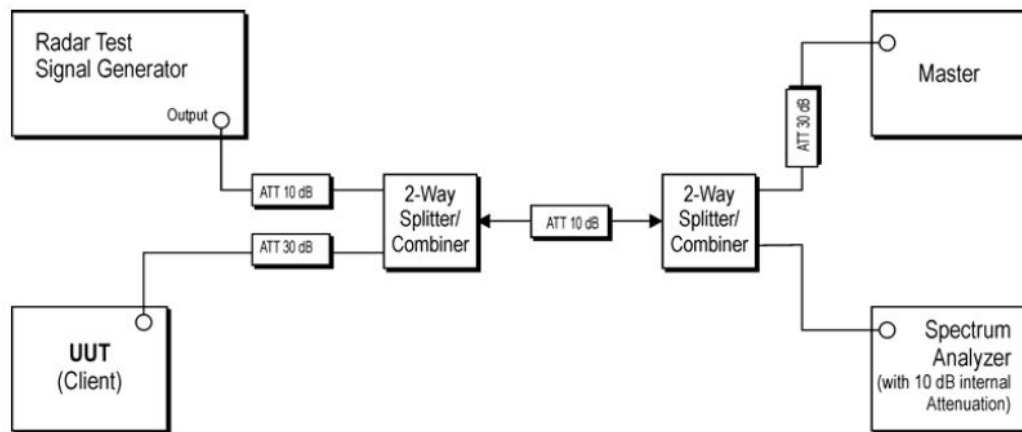 Radar Test
Signal Generator
Output
Master
ATT 30 dB
ATT 10 dB
2-Way
Splitter/
Combiner
ATT 10 dB
2-Way
Splitter/
Combiner
ATT 30 dB
UUT
(Client)
Spectrum
Analyzer
(with 10 dB internal
Attenuation)